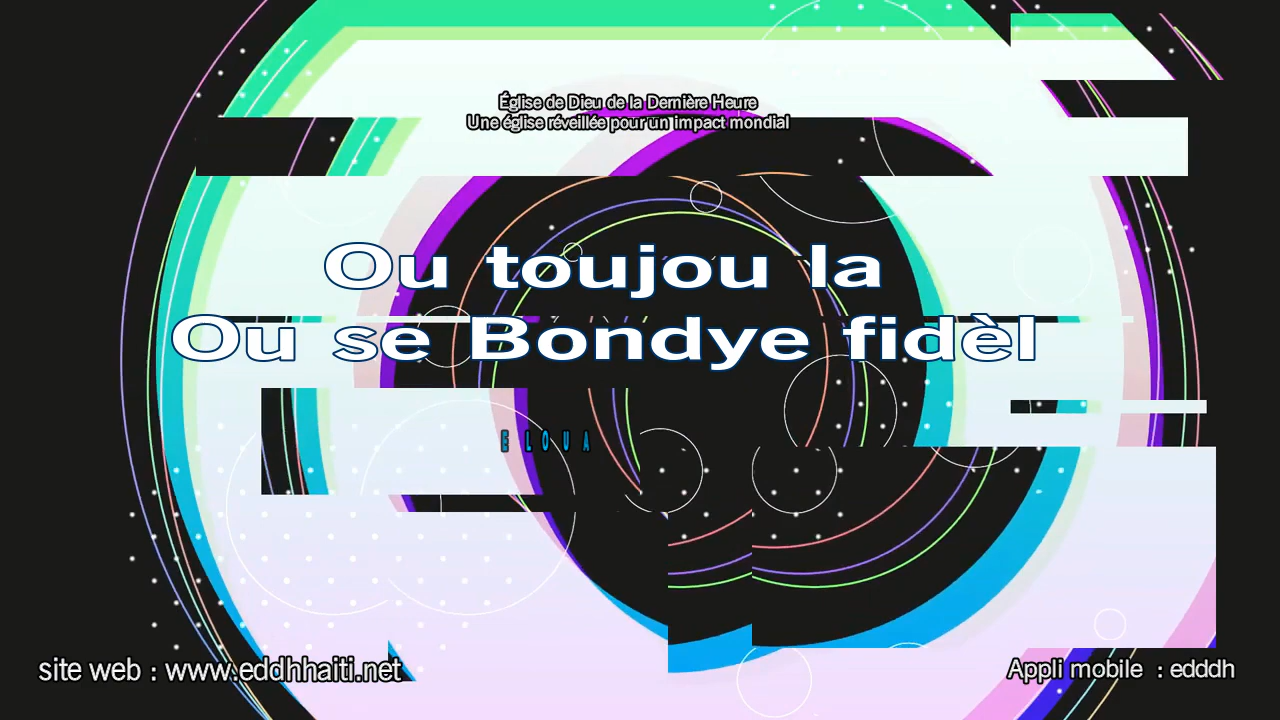 Église de Dieu de la Dernière Heure
Une église réveillée pour un impact mondial
Ou toujou la
Ou se Bondye fidèl
E LOUA
site web : www.eddhhaiti.net
Appli mobile : edddh